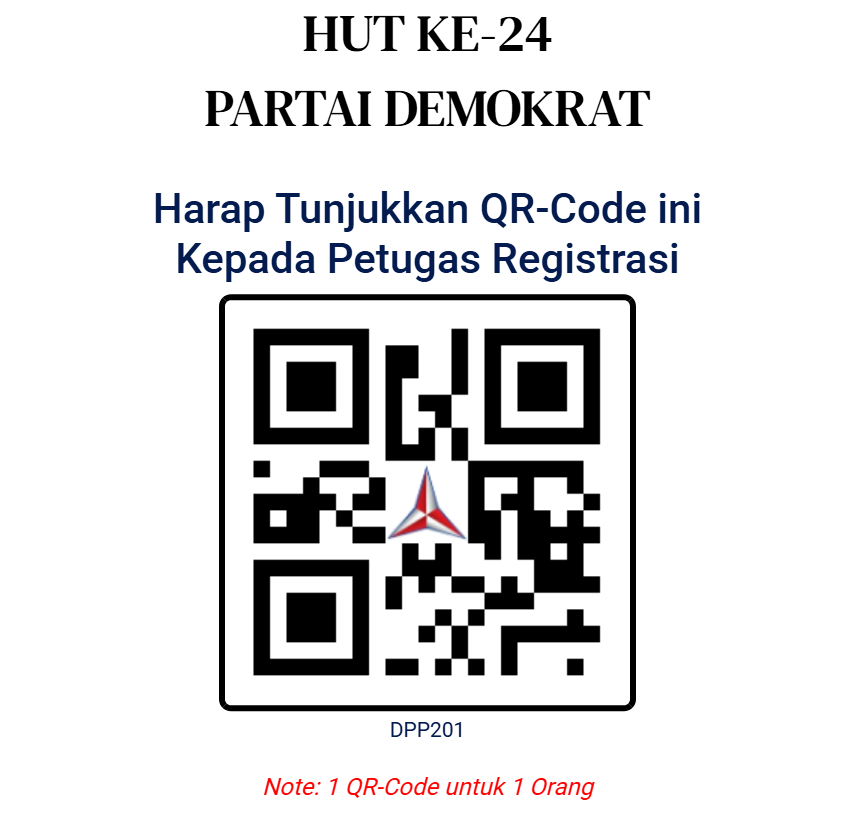 HUT KE-24
PARTAI DEMOKRAT
Harap Tunjukkan QR-Code ini
Kepada Petugas Registrasi
DPP201
Note: 1 QR-Code untuk 1 Orang